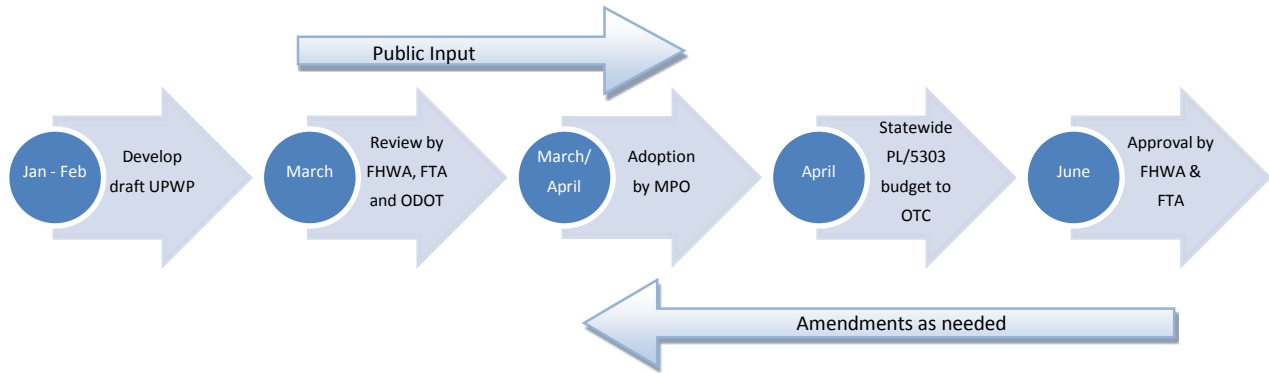 Public Input
Jan - Feb
Develop
draft UPWP
March
Review by
FHWA, FTA
and ODOT
March/
April
Adoption
by MPO
April
Statewide
PL/5303
budget to
OTC
June
Approval by
FHWA &
FTA
Amendments as needed